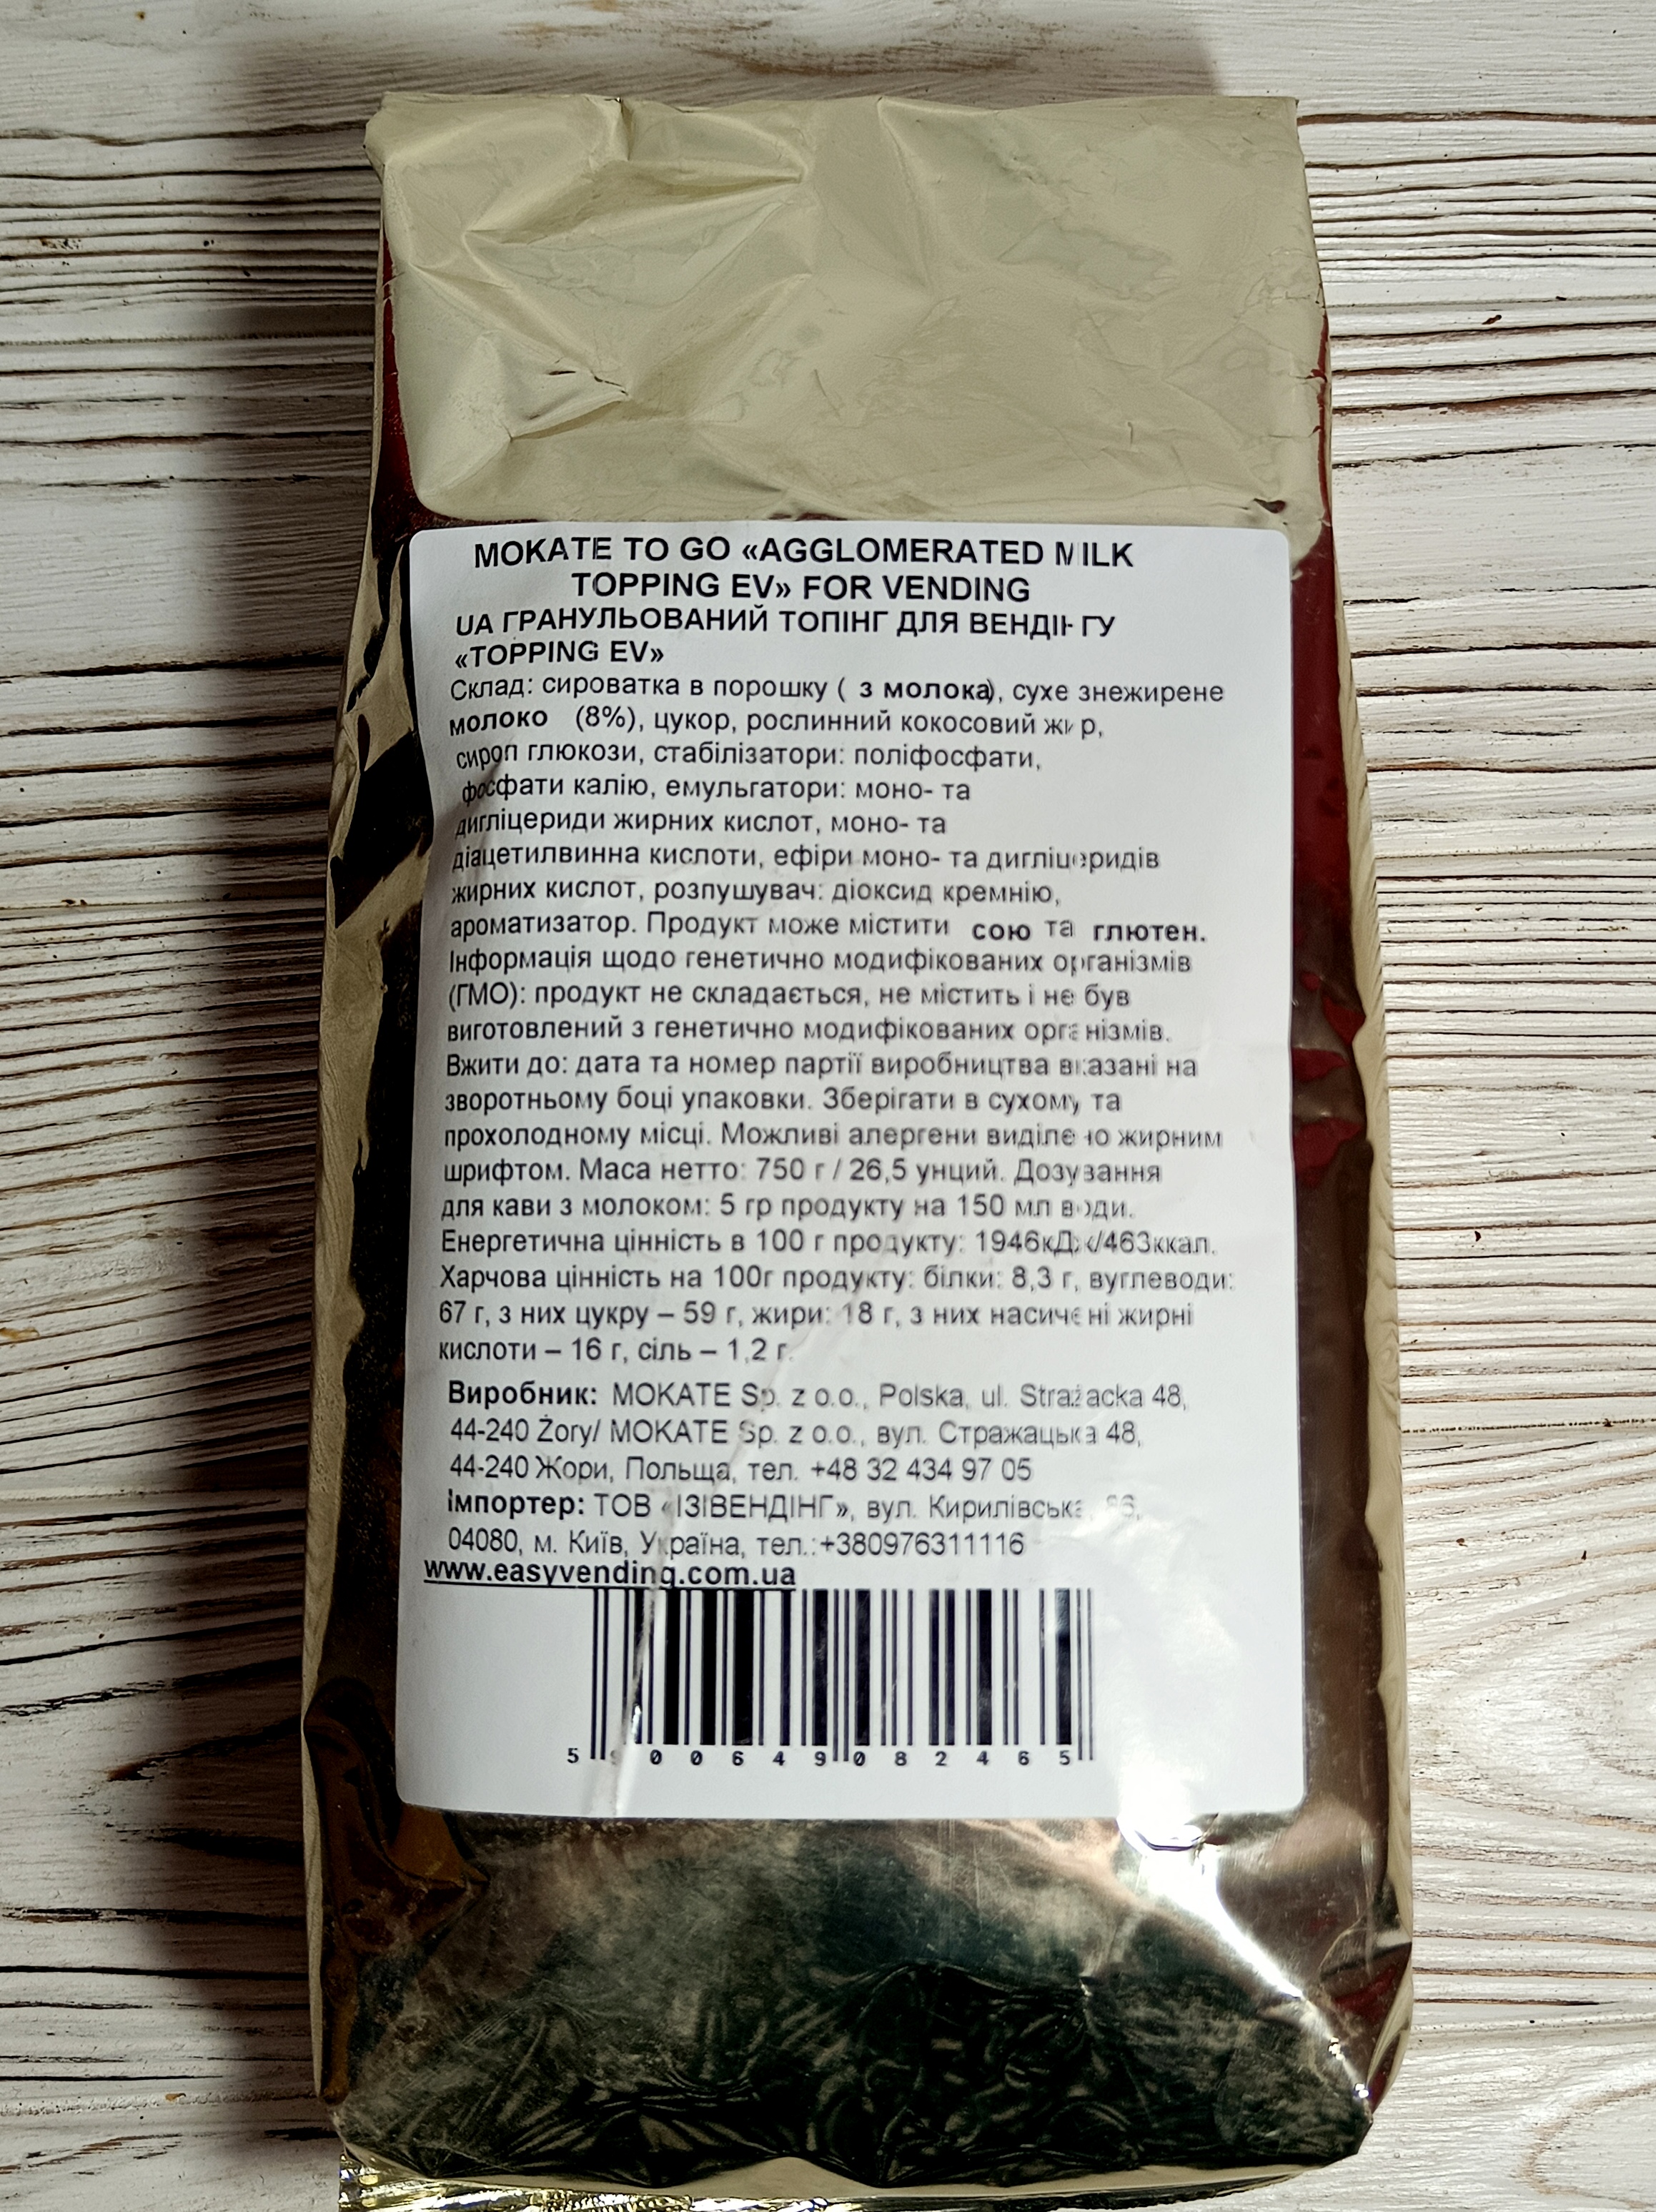 MOKATE TO GO «AGGLOMERATED MILK
TOPPING EV» FOR VENDING
UA ГРАНУЛЬОВАНИЙ ТОПІНГ ДЛЯ ВЕНДІНГУ
«TOPPING EV»
Склад: сироватка в порошку ( з молока), сухе знежирене
молоко (8%), цукор, рослинний кокосовий жир,
сироп глюкози, стабілізатори: поліфосфати,
фосфати калію, емульгатори: моно- та
дигліцериди жирних кислот, моно- та
діацетилвинна кислоти, ефіри моно- та дигліцеридів
жирних кислот, розпушувач: діоксид кремнію,
ароматизатор. Продукт може містити сою та глютен.
Інформація щодо генетично модифікованих організмів
(ГМО): продукт не складається, не містить і не був
виготовлений з генетично модифікованих організмів.
Вжити до: дата та номер партії виробництва вказані на
зворотньому боці упаковки. Зберігати в сухому та
прохолодному місці. Можливі алергени виділено жирним
шрифтом. Маса нетто: 750 г / 26,5 унций. Дозування
для кави з молоком: 5 гр продукту на 150 мл води.
Енергетична цінність в 100 г продукту: 1946кДж/463ккал.
Харчова цінність на 100г продукту: білки: 8,3 г, вуглеводи:
67 г, з них цукру – 59 г, жири: 18 г, з них насичені жирні
кислоти – 16 г, сіль – 1,2 г.
Виробник: MOKATE Sp. z o.o., Polska, ul. Strażacka 48,
44-240 Żory/ MOKATE Sp. z o.o., вул. Стражацька 48,
44-240 Жори, Польща, тел. +48 32 434 97 05
Імпортер: ТОВ «ІЗІВЕНДІНГ», вул. Кирилівська,
04080, м. Київ, Україна, тел.:+380976311116
www.easyvending.com.ua
5 900649 082465